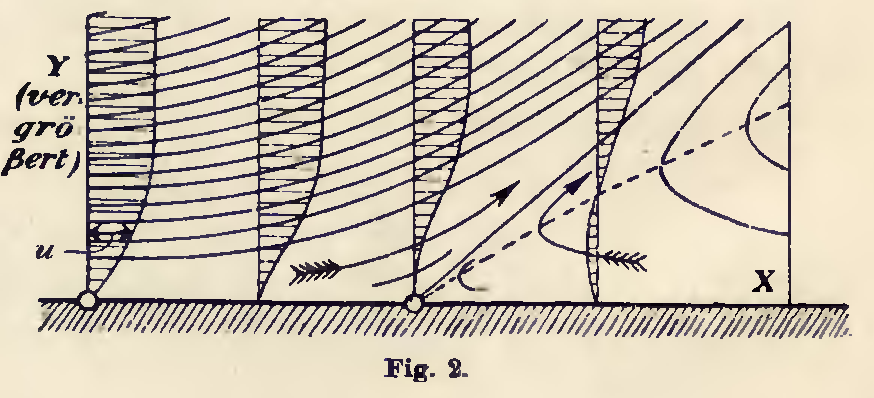 Y
(ver-
grö
ßert)
u
X
Fig. 2.